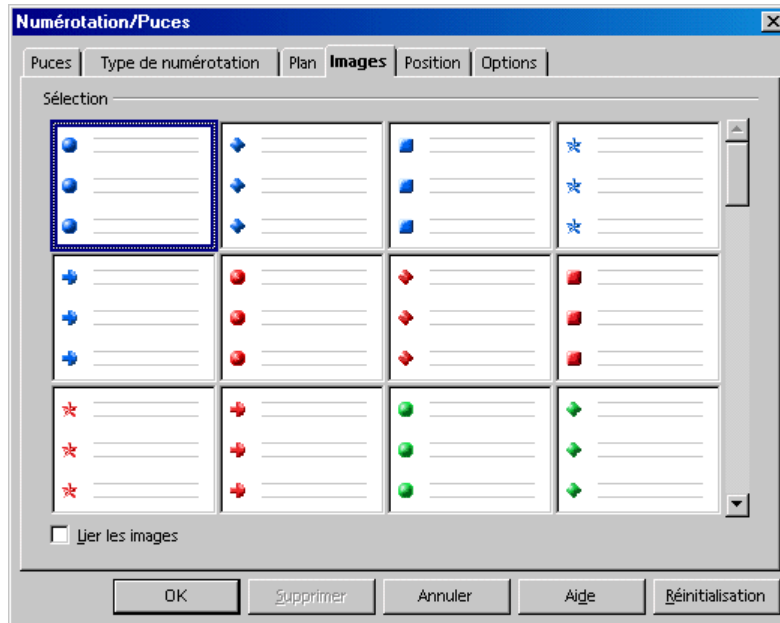 Numérotation/Puces
Puces Type de numérotation Plan Images Position Options
Sélection
Lier les images
OK Supprimer Annuler Aide Réinitialisation